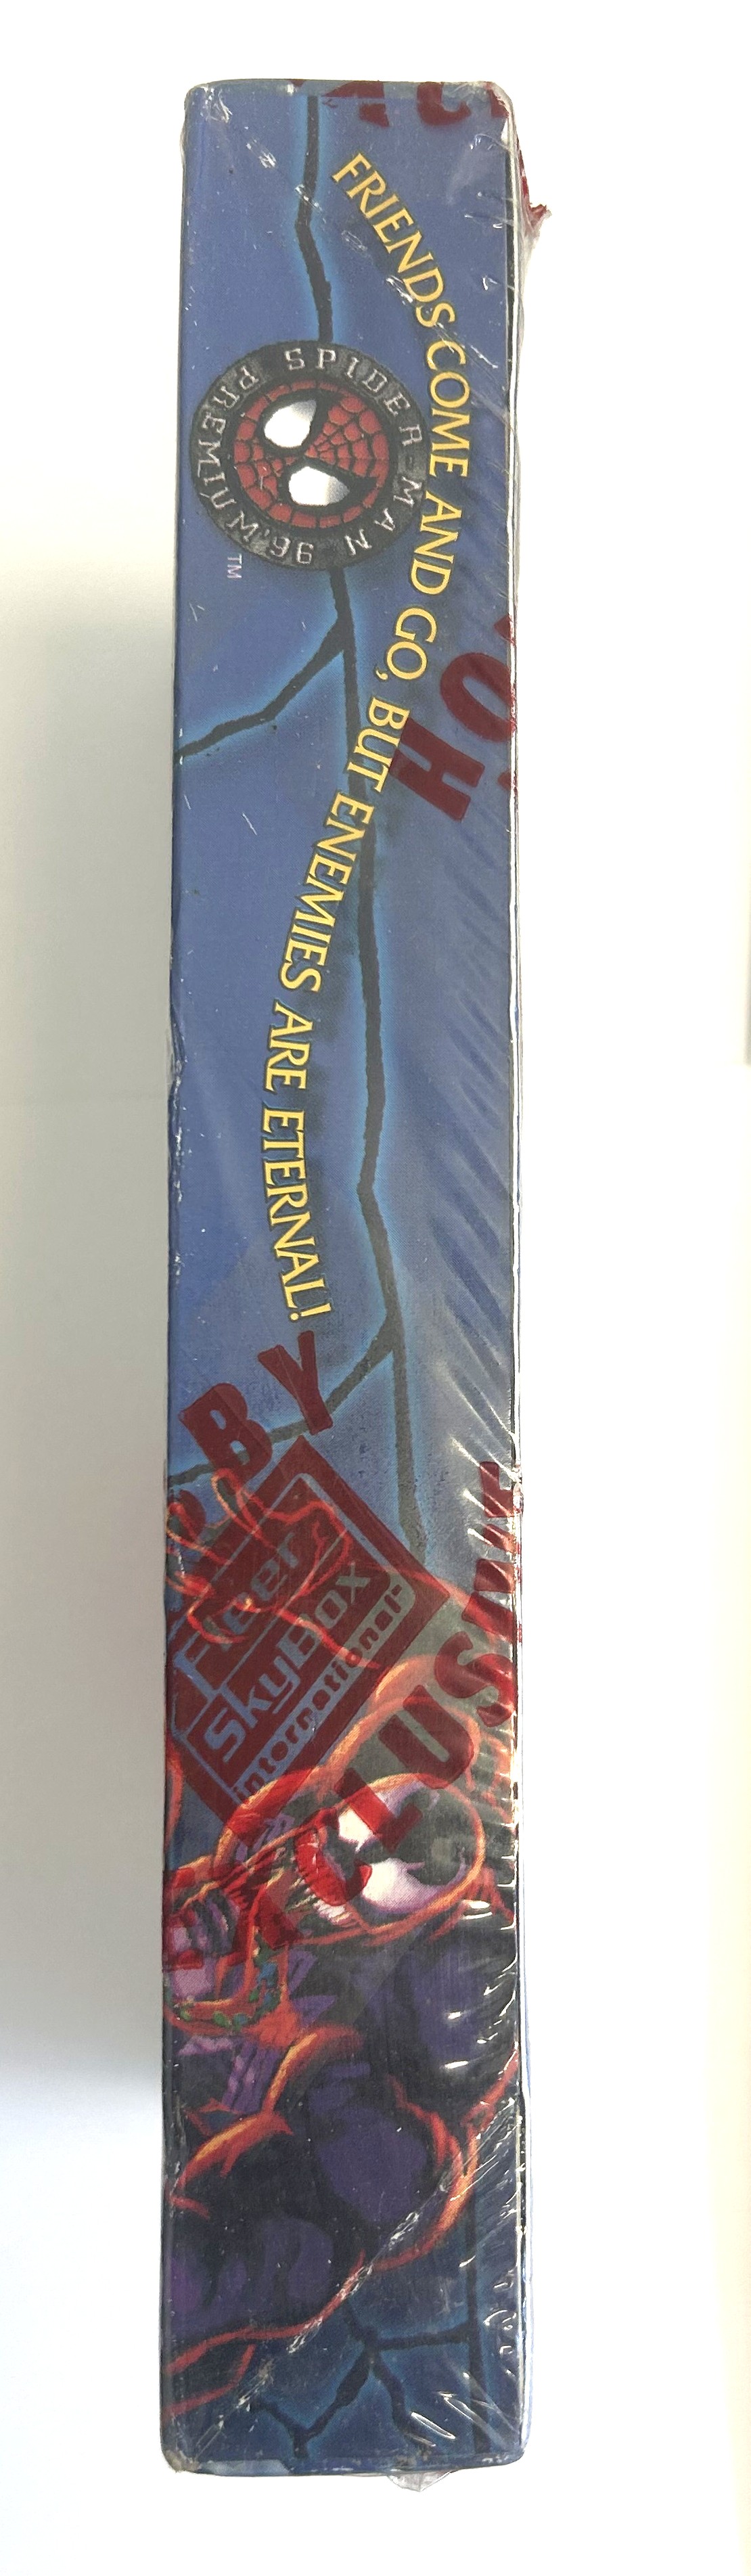 FRIENDS COME AND GO, BUT ENEMIES ARE ETERNAL!
SPIDER-MAN
PREMIUM '96
TM
BY
Fleer
SkyBox
International